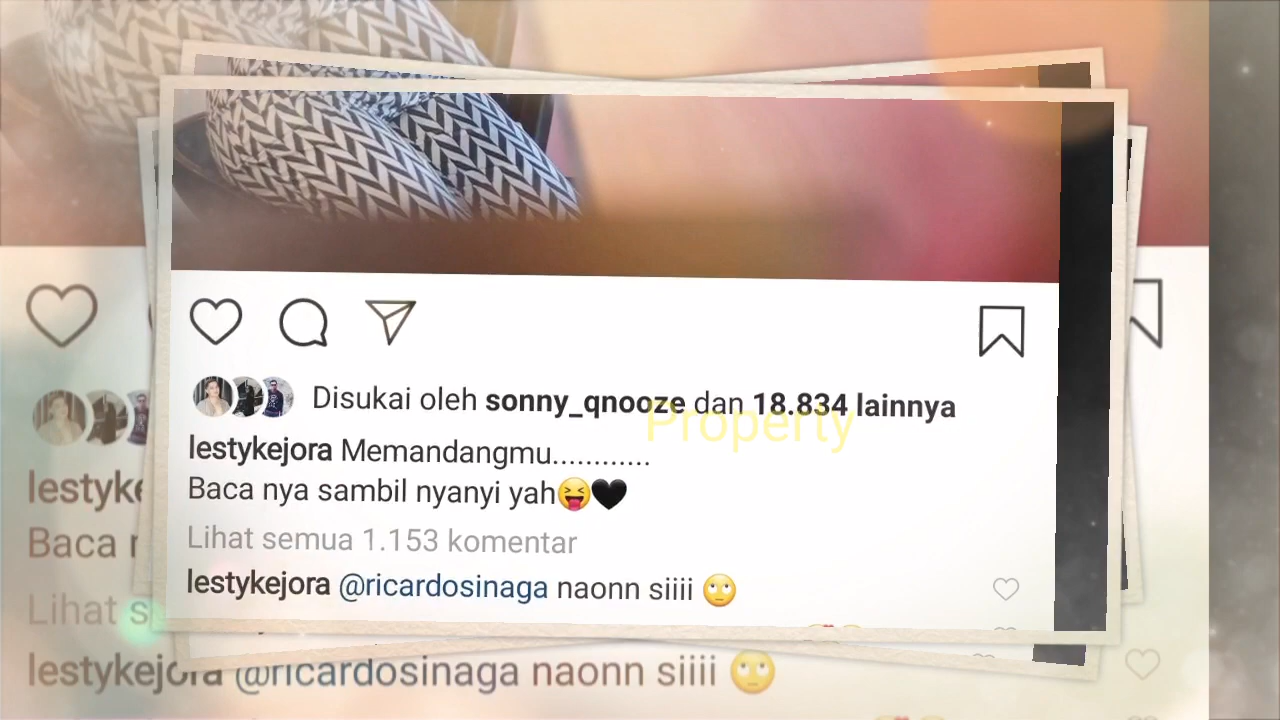 Disukai oleh sonny_qnooze dan 18.834 lainnya
Property
lestykejora Memandangmu............
Baca nya sambil nyanyi yah😝🖤
Lihat semua 1.153 komentar
lestykejora @ricardosinaga naonn siiii 🙄
lestyke
Baca n
Lihat s
lestykejora @ricardosinaga naonn siiii 🙄